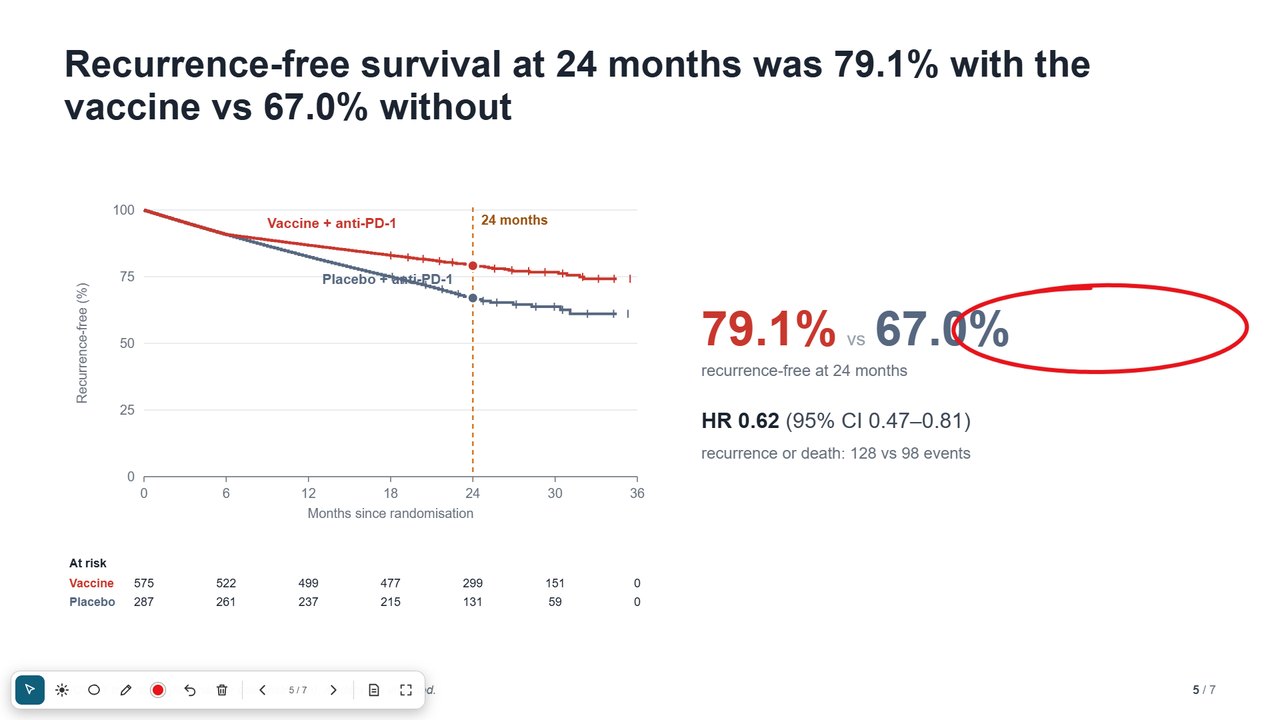 Recurrence-free survival at 24 months was 79.1% with the
vaccine vs 67.0% without
100
75
50
25
0
Recurrence-free (%)
Vaccine + anti-PD-1
Placebo + anti-PD-1
24 months
0 6 12 18 24 30 36
Months since randomisation
79.1% vs 67.0%
recurrence-free at 24 months
HR 0.62 (95% CI 0.47–0.81)
recurrence or death: 128 vs 98 events
At risk
Vaccine 575 522 499 477 299 151 0
Placebo 287 261 237 215 131 59 0
5 / 7
5 / 7